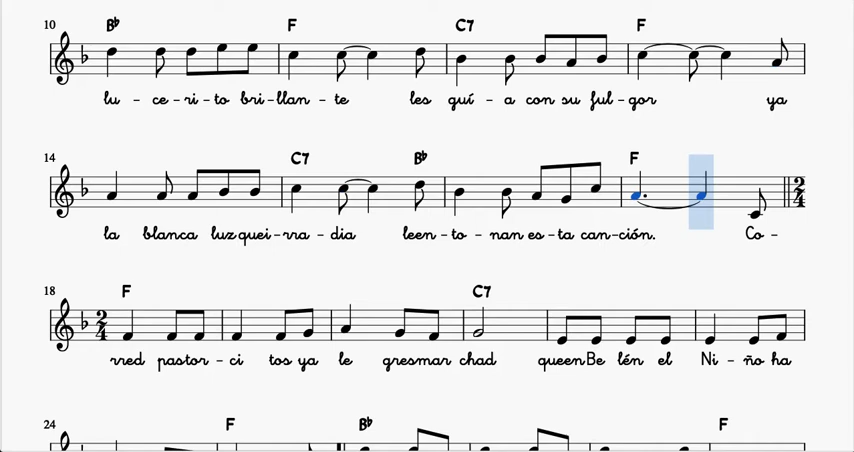 10 B♭ F C7 F
lu - ce-ri-to bri-llan-te les guí-a con su ful-gor ya
14 C7 B♭ F
la blanca luz quei-rra-dia leen-to-nan es-ta can-ción. Co-
18 F C7
rred pastor-ci tos ya le gresmar chad queenBe lén el Ni-ño ha
24 F B♭ F